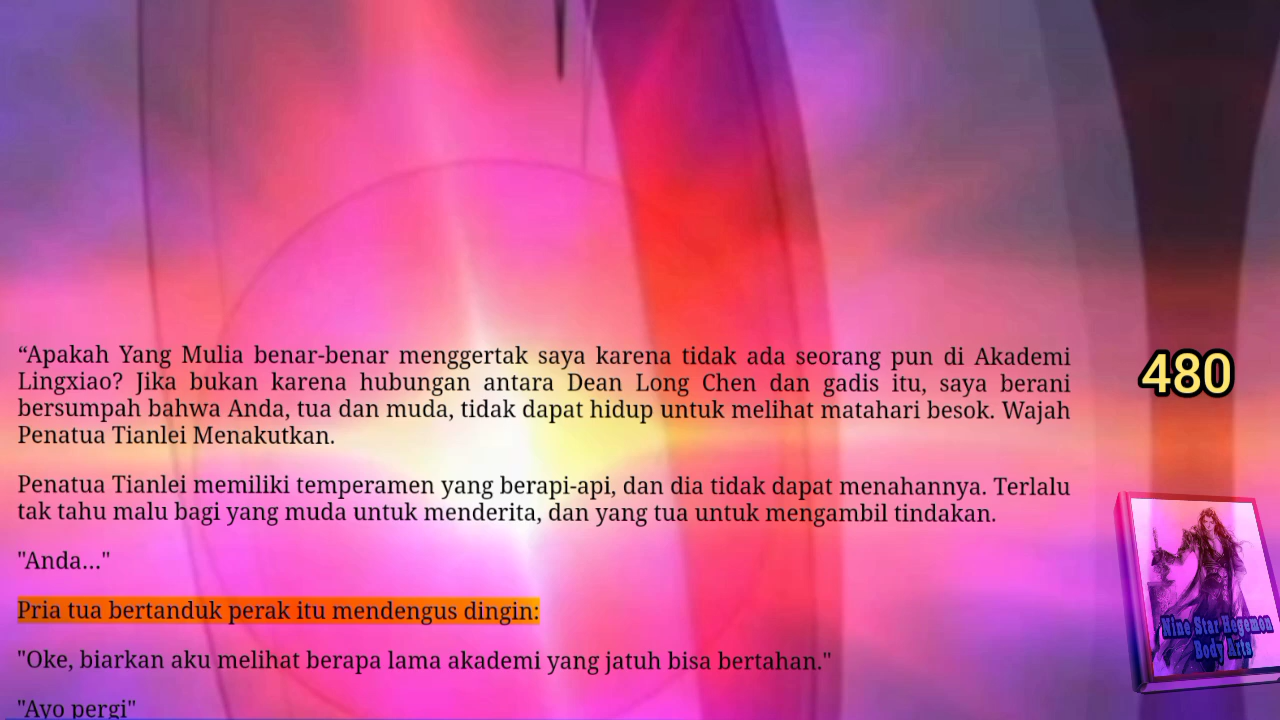 “Apakah Yang Mulia benar-benar menggertak saya karena tidak ada seorang pun di Akademi
Lingxiao? Jika bukan karena hubungan antara Dean Long Chen dan gadis itu, saya berani
bersumpah bahwa Anda, tua dan muda, tidak dapat hidup untuk melihat matahari besok. Wajah
Penatua Tianlei Menakutkan.
Penatua Tianlei memiliki temperamen yang berapi-api, dan dia tidak dapat menahannya. Terlalu
tak tahu malu bagi yang muda untuk menderita, dan yang tua untuk mengambil tindakan.
"Anda..."
Pria tua bertanduk perak itu mendengus dingin:
"Oke, biarkan aku melihat berapa lama akademi yang jatuh bisa bertahan."
"Ayo pergi"
480
Nine Star Hegemon
Body Arts